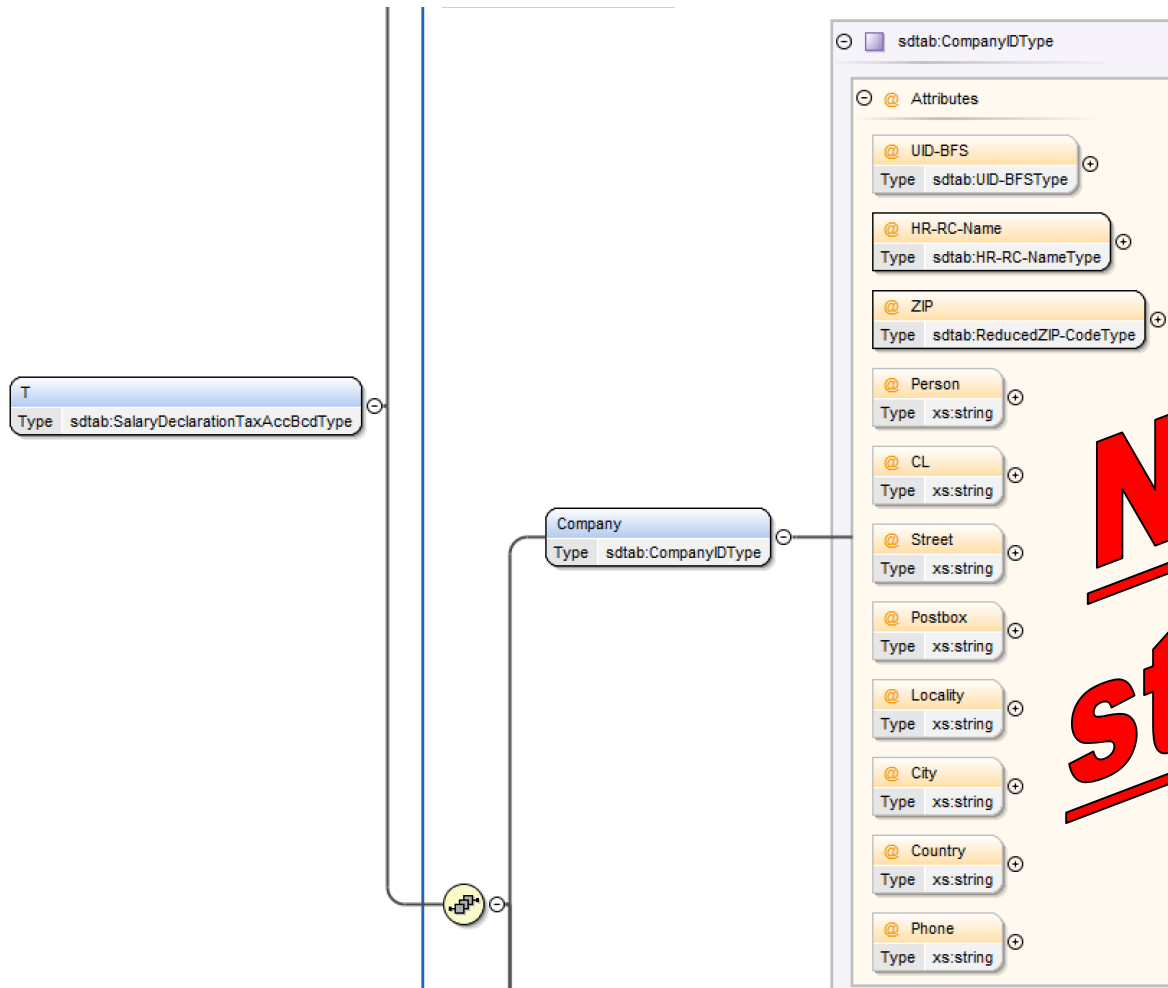 sdtab:CompanyIDType
@ Attributes
@ UID-BFS
Type sdtab:UID-BFSType
@ HR-RC-Name
Type sdtab:HR-RC-NameType
@ ZIP
Type sdtab:ReducedZIP-CodeType
T
Type sdtab:SalaryDeclarationTaxAccBcdType
@ Person
Type xs:string
@ CL
Type xs:string
Company
Type sdtab:CompanyIDType
@ Street
Type xs:string
@ Postbox
Type xs:string
@ Locality
Type xs:string
@ City
Type xs:string
@ Country
Type xs:string
@ Phone
Type xs:string
N
st